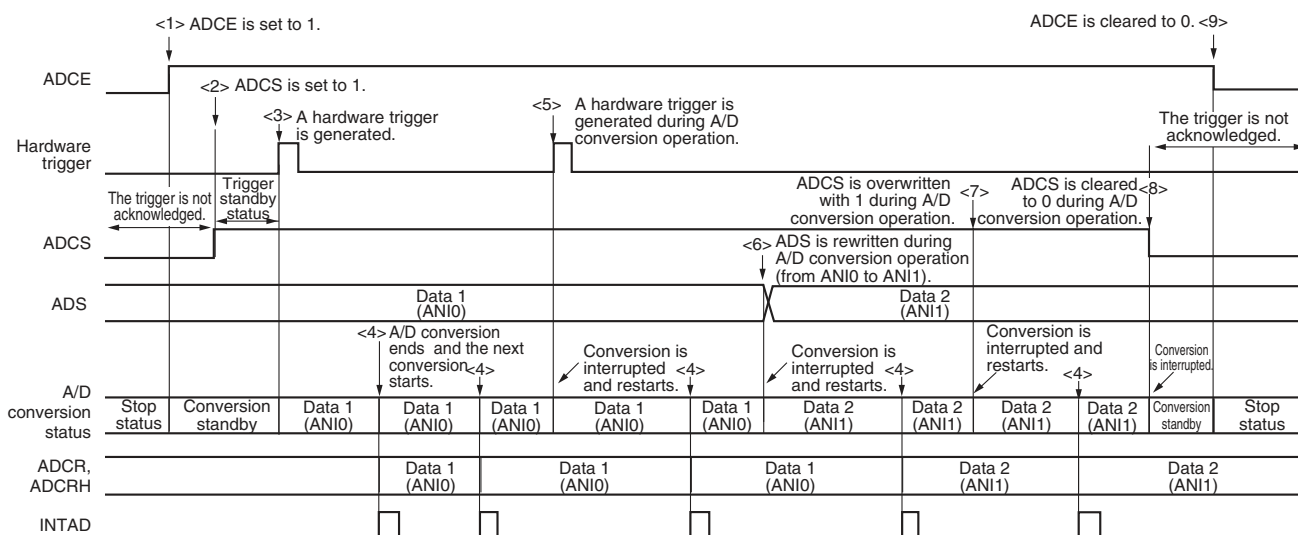 <1> ADCE is set to 1.
ADCE is cleared to 0. <9>
ADCE
<2> ADCS is set to 1.
<3> A hardware trigger
is generated.
<5> A hardware trigger is
generated during A/D
conversion operation.
The trigger is not
acknowledged.
Hardware
trigger
The trigger is not
acknowledged.
Trigger
standby
status
ADCS is overwritten
with 1 during A/D
conversion operation.
<7>
ADCS is cleared
to 0 during A/D
conversion operation.
<8>
ADCS
<6> ADS is rewritten during
A/D conversion operation
(from ANI0 to ANI1).
ADS
Data 1
(ANI0)
Data 2
(ANI1)
<4> A/D conversion
ends and the next
conversion
starts.
<4>
Conversion is
interrupted
and restarts.
<4>
Conversion is
interrupted
and restarts.
<4>
Conversion is
interrupted and
restarts.
<4>
Conversion
is interrupted.
A/D
conversion
status
Stop
status
Conversion
standby
Data 1
(ANI0)
Data 1
(ANI0)
Data 1
(ANI0)
Data 1
(ANI0)
Data 1
(ANI0)
Data 2
(ANI1)
Data 2
(ANI1)
Data 2
(ANI1)
Data 2
(ANI1)
Conversion
standby
Stop
status
ADCR,
ADCRH
Data 1
(ANI0)
Data 1
(ANI0)
Data 1
(ANI0)
Data 2
(ANI1)
Data 2
(ANI1)
INTAD